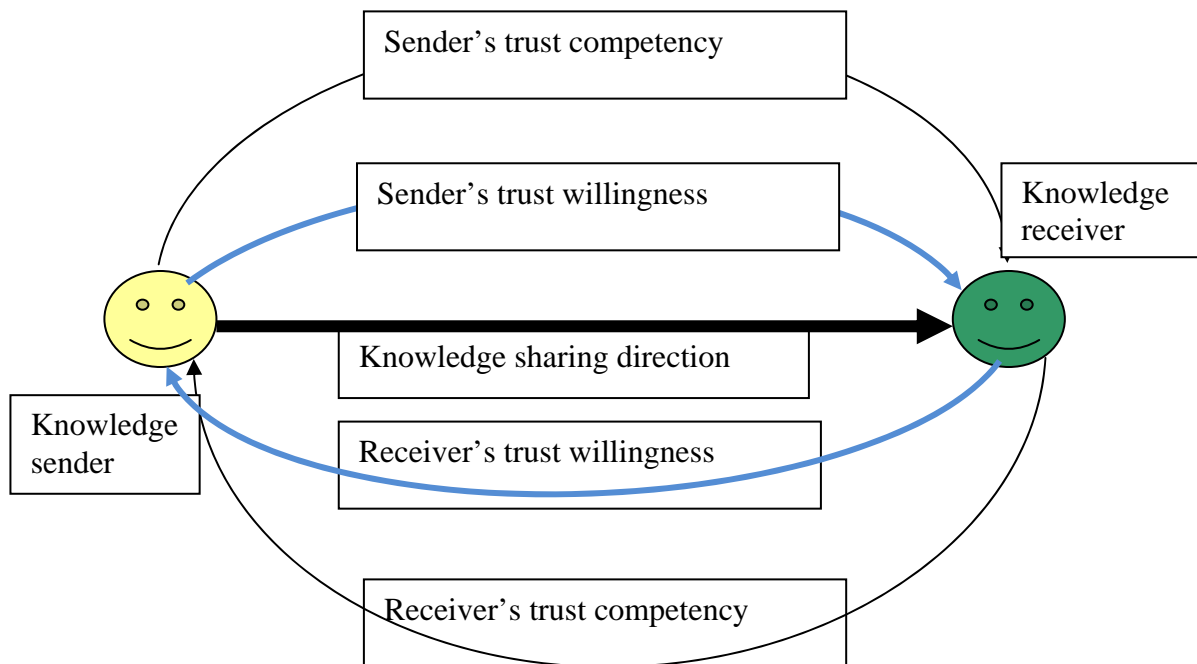 Sender’s trust competency
Sender’s trust willingness
Knowledge
receiver
Knowledge sharing direction
Knowledge
sender
Receiver’s trust willingness
Receiver’s trust competency